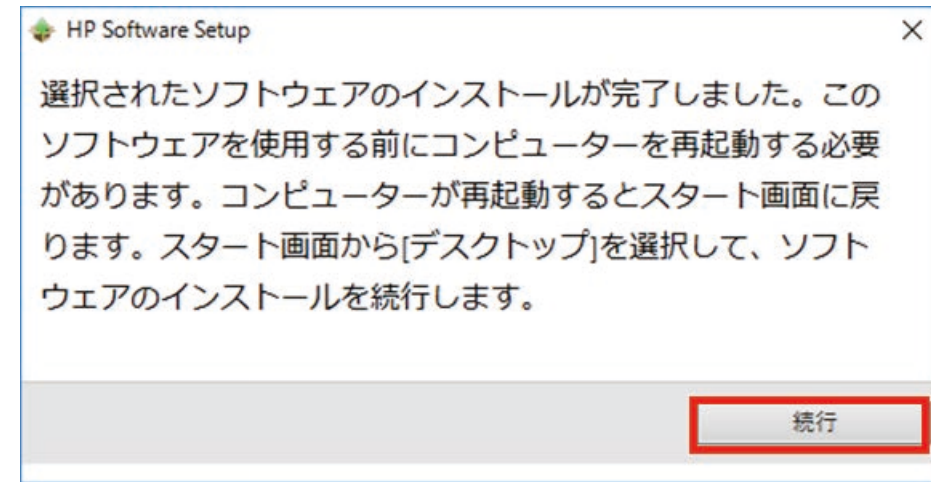 HP Software Setup
選択されたソフトウェアのインストールが完了しました。この
ソフトウェアを使用する前にコンピューターを再起動する必要
があります。コンピューターが再起動するとスタート画面に戻
ります。スタート画面から[デスクトップ]を選択して、ソフト
ウェアのインストールを続行します。
続行